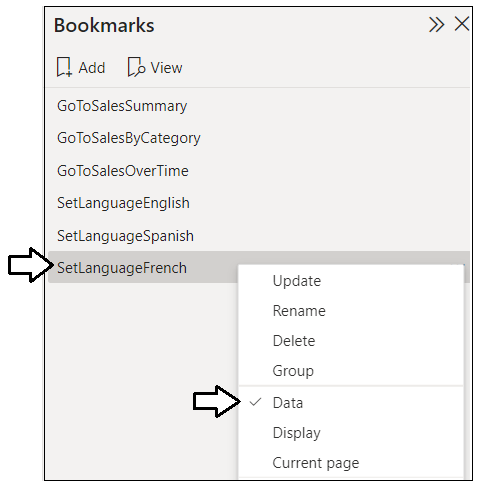 Bookmarks
Add View
GoToSalesSummary
GoToSalesByCategory
GoToSalesOverTime
SetLanguageEnglish
SetLanguageSpanish
SetLanguageFrench
Update
Rename
Delete
Group
Data
Display
Current page